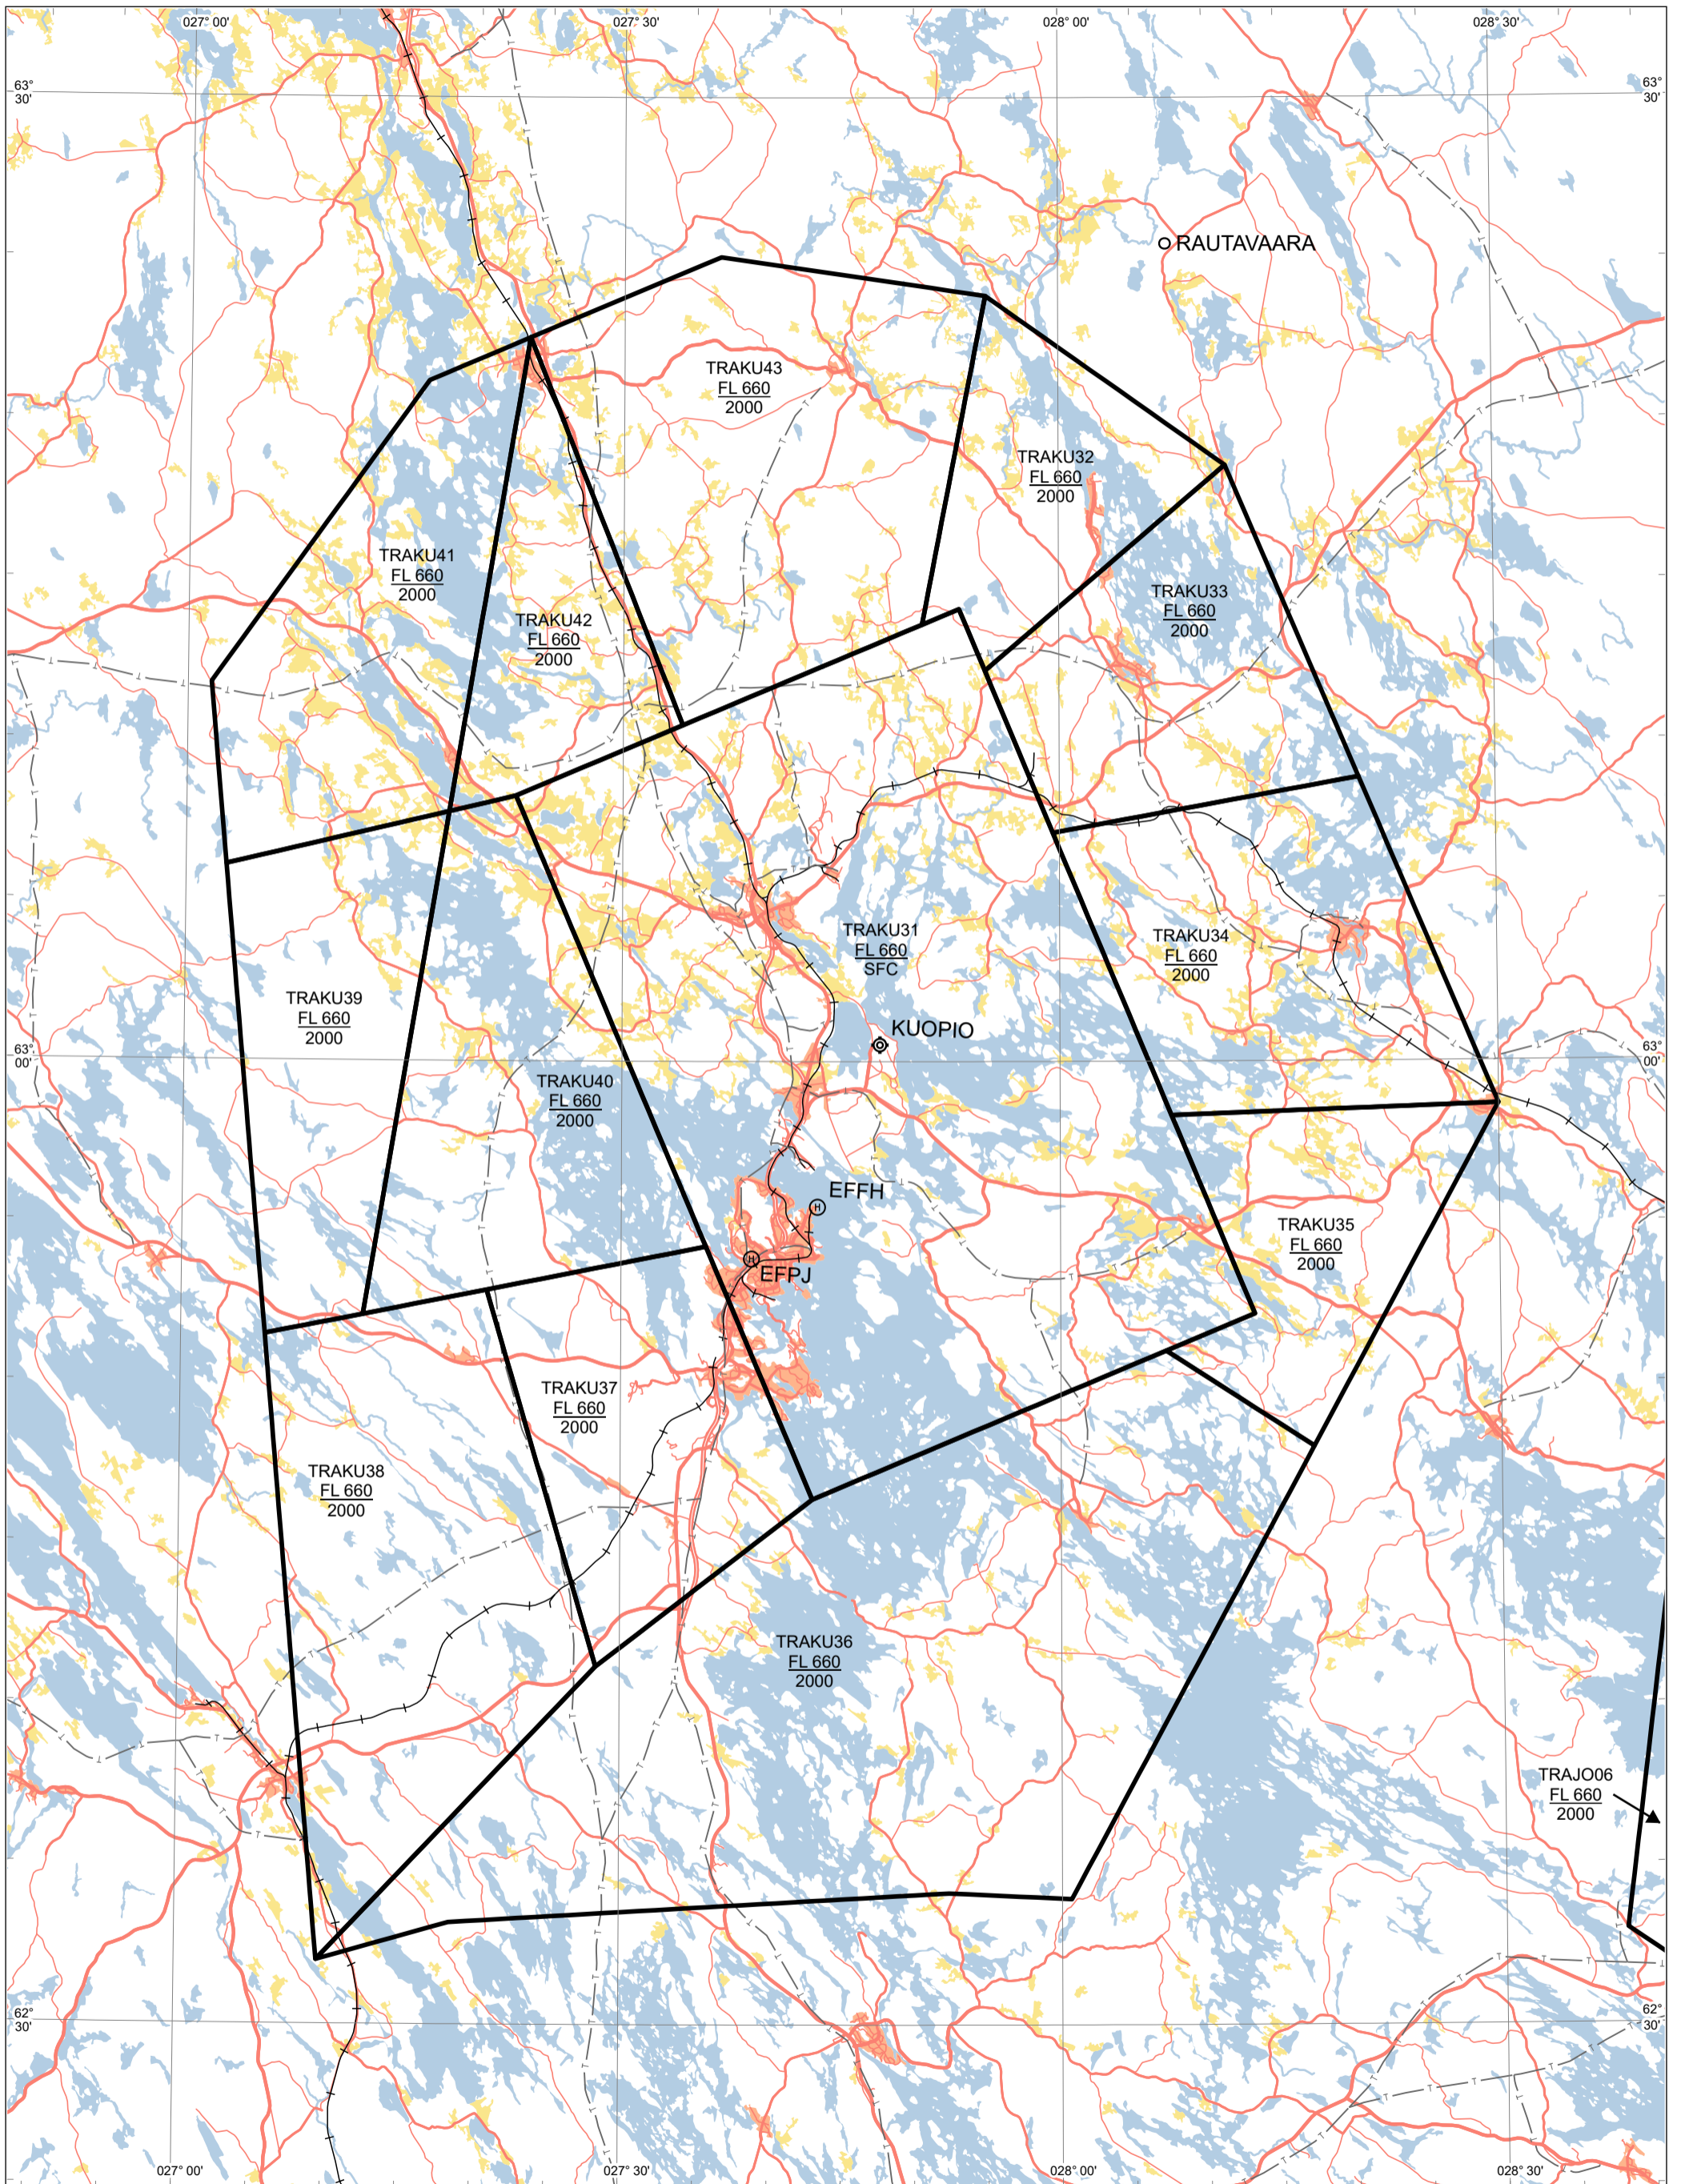 027° 00'
027° 30'
028° 00'
028° 30'
63°
30'
63°
30'
RAUTAVAARA
TRAKU43
FL 660
2000
TRAKU32
FL 660
2000
TRAKU41
FL 660
2000
TRAKU33
FL 660
2000
TRAKU42
FL 660
2000
TRAKU31
FL 660
SFC
TRAKU34
FL 660
2000
TRAKU39
FL 660
2000
KUOPIO
63°
00'
63°
00'
TRAKU40
FL 660
2000
EFFH
H
TRAKU35
FL 660
2000
H
EFPJ
TRAKU37
FL 660
2000
TRAKU38
FL 660
2000
TRAKU36
FL 660
2000
TRAJO06
FL 660
2000
62°
30'
62°
30'
027° 00'
027° 30'
028° 00'
028° 30'